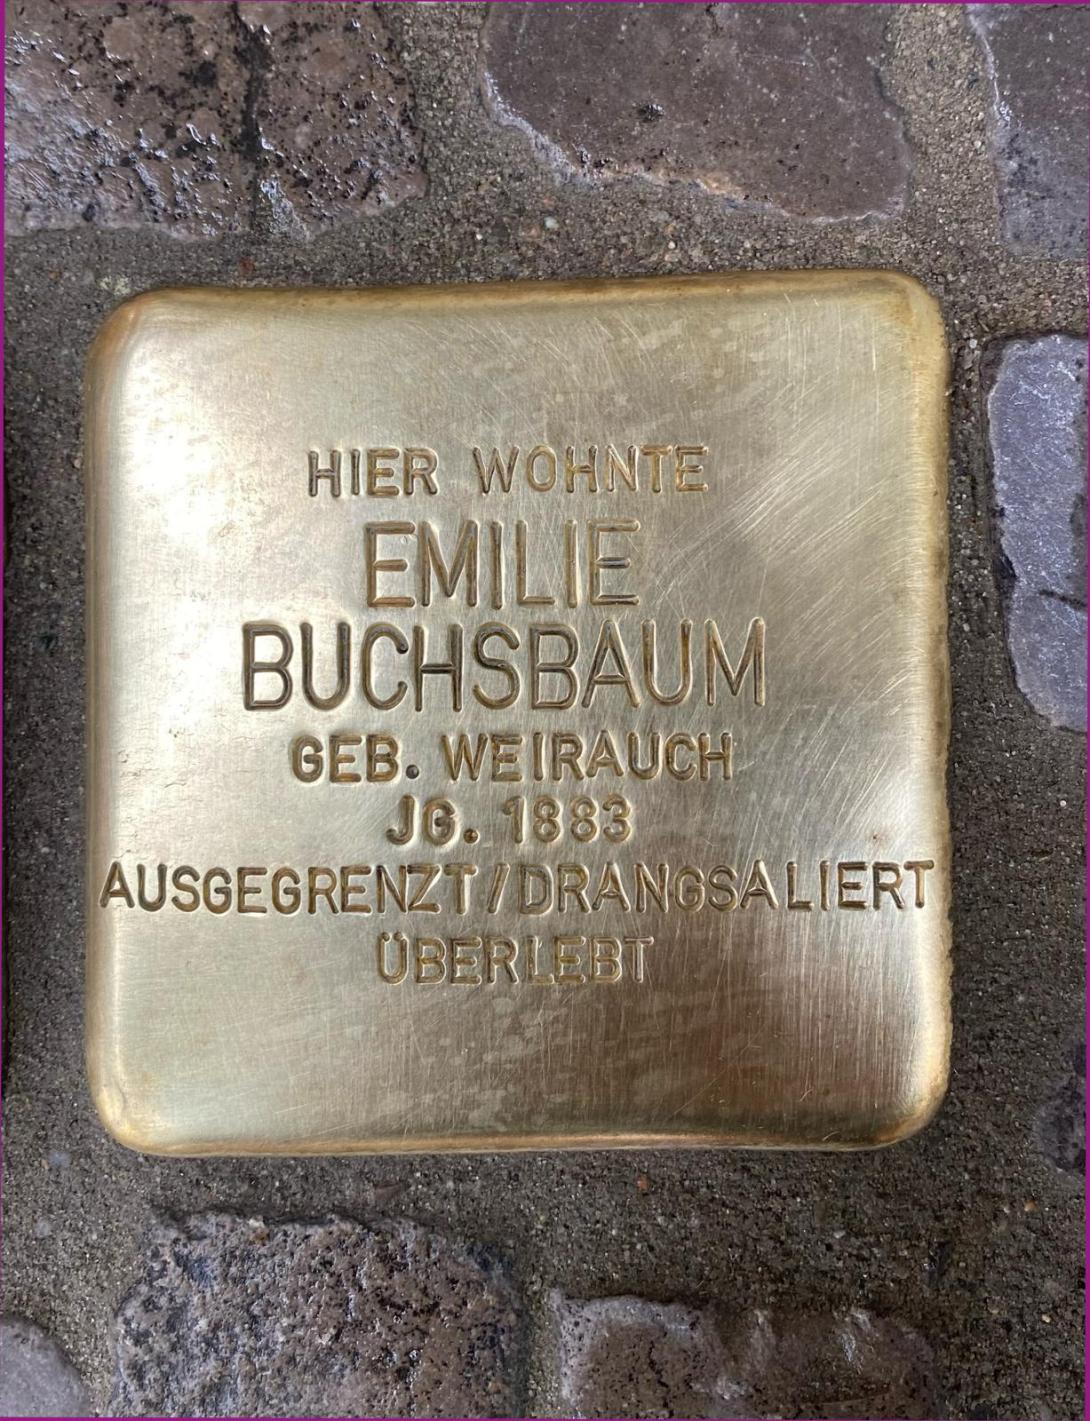 HIER WOHNTE
EMILIE
BUCHSBAUM
GEB. WEIRAUCH
JG. 1883
AUSGEGRENZT/DRANGSALIERT
ÜBERLEBT